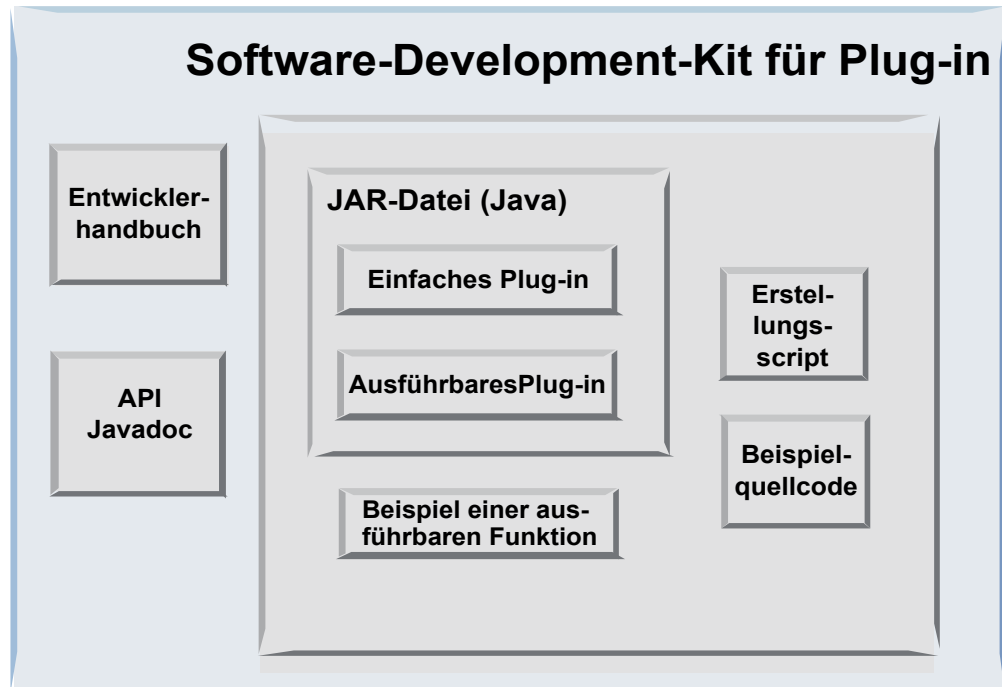 Software-Development-Kit für Plug-in
Entwickler-
handbuch
API
Javadoc
JAR-Datei (Java)
Einfaches Plug-in
AusführbaresPlug-in
Beispiel einer aus-
führbaren Funktion
Erstel-
lungs-
script
Beispiel-
quellcode